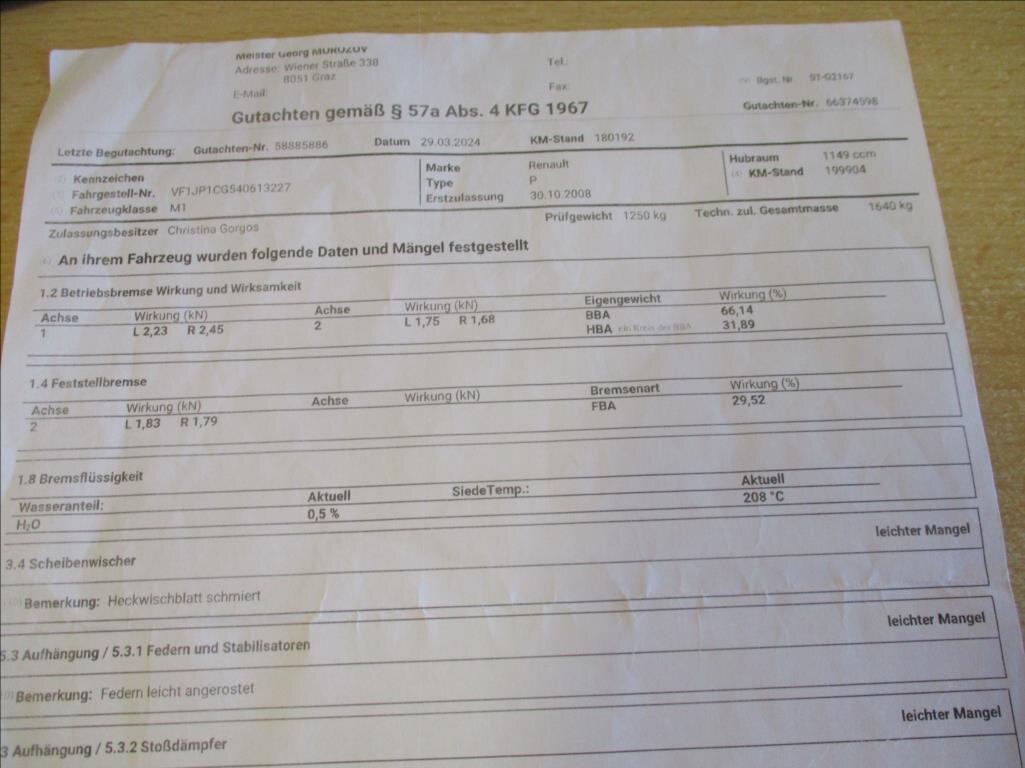 Meister Georg MOROZOV
Adresse: Wiener Straße 338
8051 Graz
E-Mail:
Tel.:
Fax:
Bgst. Nr. ST-G2167
Gutachten-Nr. 66374598
Gutachten gemäß § 57a Abs. 4 KFG 1967
Letzte Begutachtung: Gutachten-Nr. 58885886 Datum 29.03.2024 KM-Stand 180192
Kennzeichen
Fahrgestell-Nr. VF1JP1CG540613227
Fahrzeugklasse M1
Marke Renault
Type P
Erstzulassung 30.10.2008
Hubraum 1149 ccm
(4) KM-Stand 199904
Zulassungsbesitzer Christina Gorgos Prüfgewicht 1250 kg Techn. zul. Gesamtmasse 1640 kg
(6) An ihrem Fahrzeug wurden folgende Daten und Mängel festgestellt
1.2 Betriebsbremse Wirkung und Wirksamkeit
Achse Wirkung (kN) Achse Wirkung (kN) Eigengewicht Wirkung (%)
1 L 2,23 R 2,45 2 L 1,75 R 1,68 BBA 66,14
HBA ein Kreis der BBA 31,89
1.4 Feststellbremse
Achse Wirkung (kN) Achse Wirkung (kN) Bremsenart Wirkung (%)
2 L 1,83 R 1,79 FBA 29,52
1.8 Bremsflüssigkeit
Wasseranteil: Aktuell SiedeTemp.: Aktuell
H₂O 0,5 % 208 °C
3.4 Scheibenwischer leichter Mangel
(10) Bemerkung: Heckwischblatt schmiert
5.3 Aufhängung / 5.3.1 Federn und Stabilisatoren leichter Mangel
Bemerkung: Federn leicht angerostet
3 Aufhängung / 5.3.2 Stoßdämpfer leichter Mangel